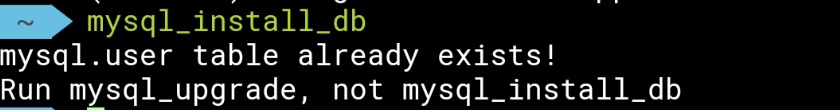 ~ mysql_install_db
mysql.user table already exists!
Run mysql_upgrade, not mysql_install_db